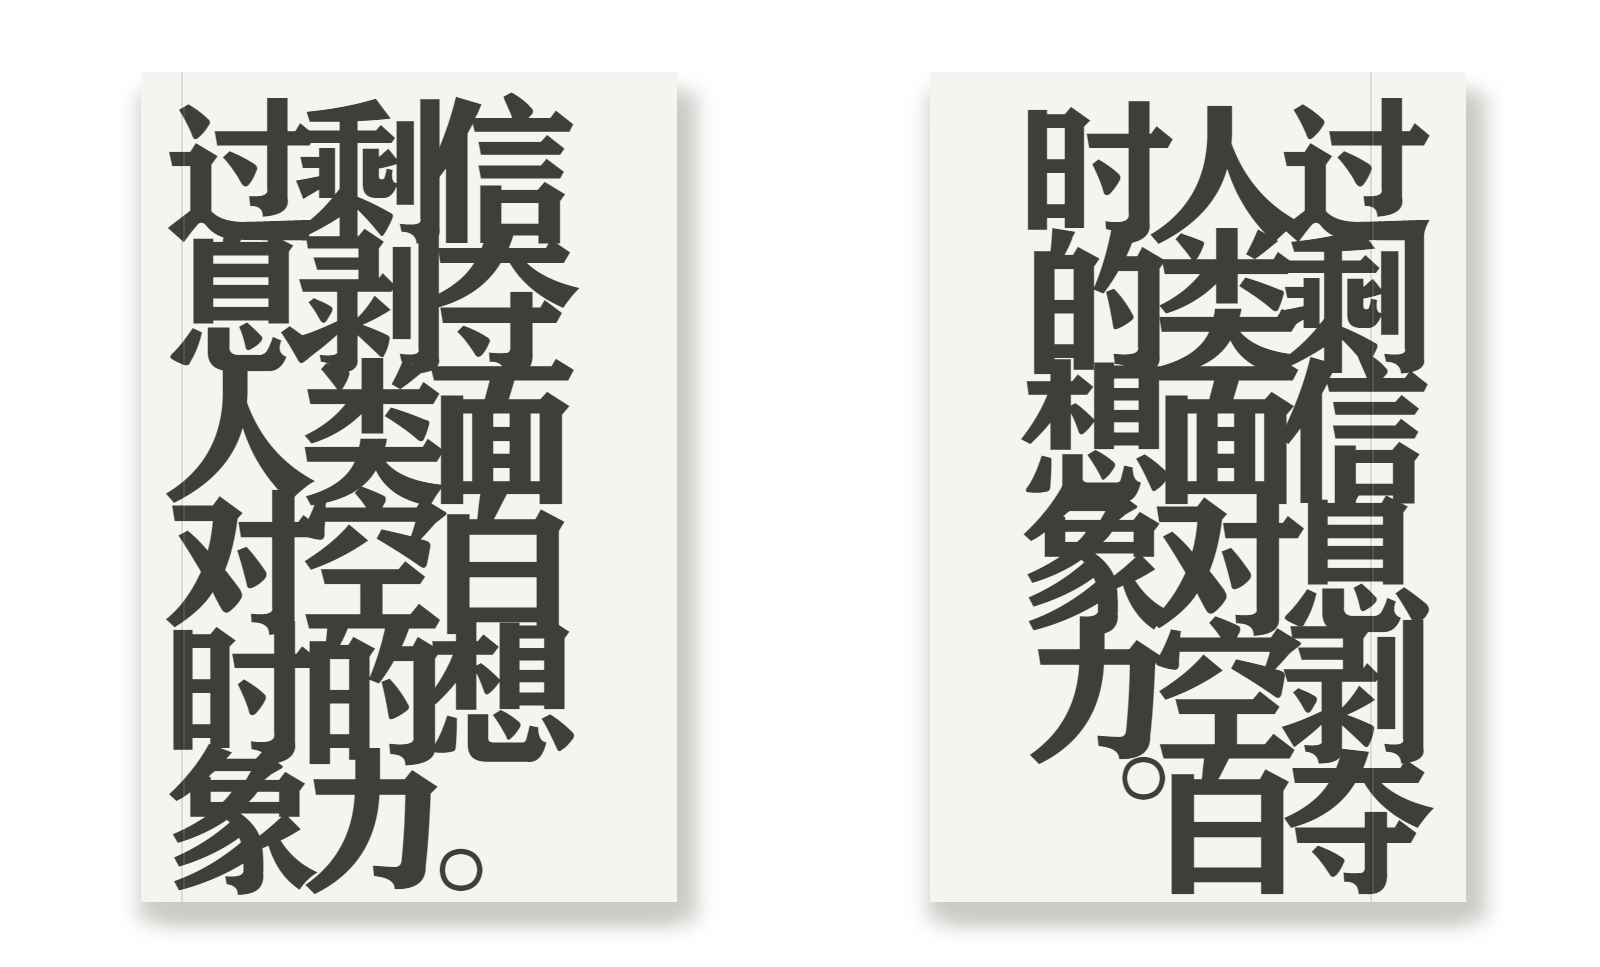 过剩信
息剥夺
人类面
对空白
时的想
象力。
过剩信息剥夺
人类面对空白
时的想象力。